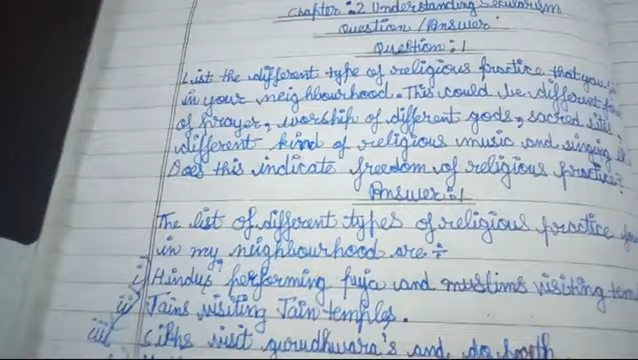 Chapter :2 Understanding Secularism
Question / Answer
Question :1
List the different type of religious practice that you
in your neighbourhood. This could be different
of prayer, worship of different gods, sacred sites,
different kind of religious music and singing
Does this indicate freedom of religious practice?
Answer :1
The list of different types of religious practice
in my neighbourhood are ÷
i) Hindus performing puja and muslims visiting
ii) Jains visiting Jain temples.
iii) Sikhs visit gurudhwara's and do